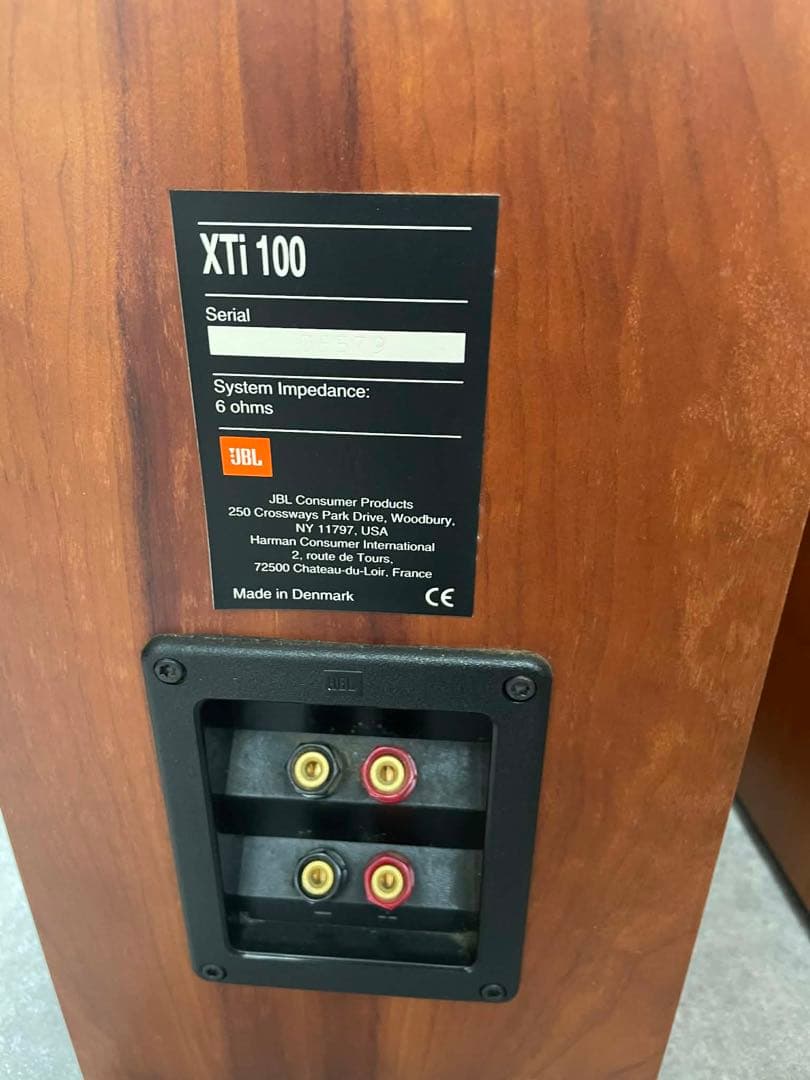 XTi 100
Serial
System Impedance:
6 ohms
JBL
JBL Consumer Products
250 Crossways Park Drive, Woodbury,
NY 11797, USA
Harman Consumer International
2, route de Tours,
72500 Chateau-du-Loir, France
Made in Denmark CE
JBL